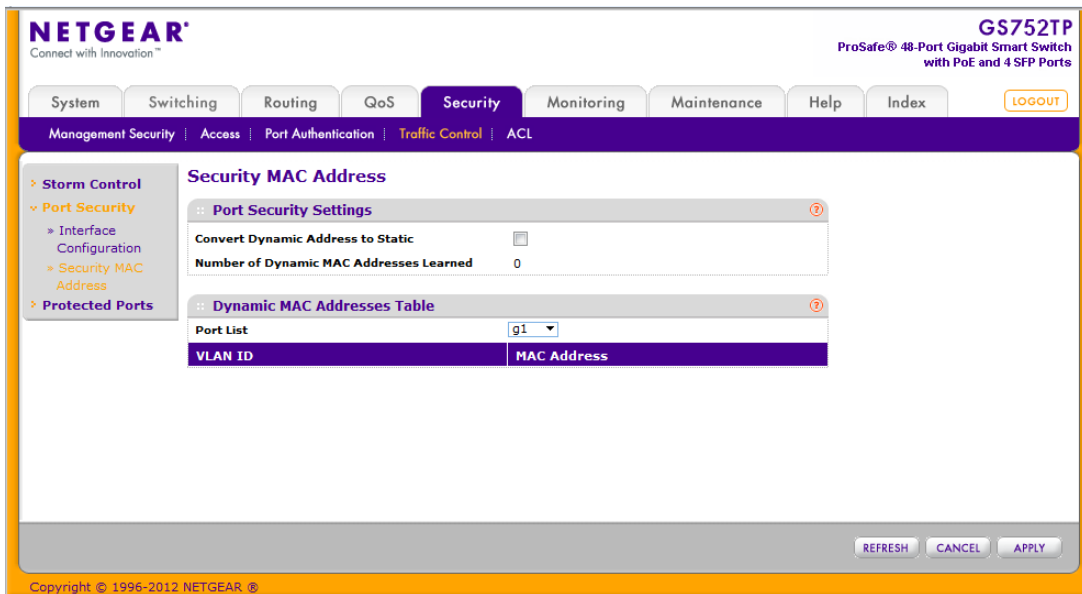 NETGEAR®
Connect with Innovation™
GS752TP
ProSafe® 48-Port Gigabit Smart Switch
with PoE and 4 SFP Ports
System Switching Routing QoS Security Monitoring Maintenance Help Index LOGOUT
Management Security | Access | Port Authentication | Traffic Control | ACL
Storm Control
Port Security
» Interface
Configuration
» Security MAC
Address
Protected Ports
Security MAC Address
Port Security Settings ?
Convert Dynamic Address to Static
Number of Dynamic MAC Addresses Learned 0
Dynamic MAC Addresses Table ?
Port List g1
VLAN ID MAC Address
REFRESH CANCEL APPLY
Copyright © 1996-2012 NETGEAR ®